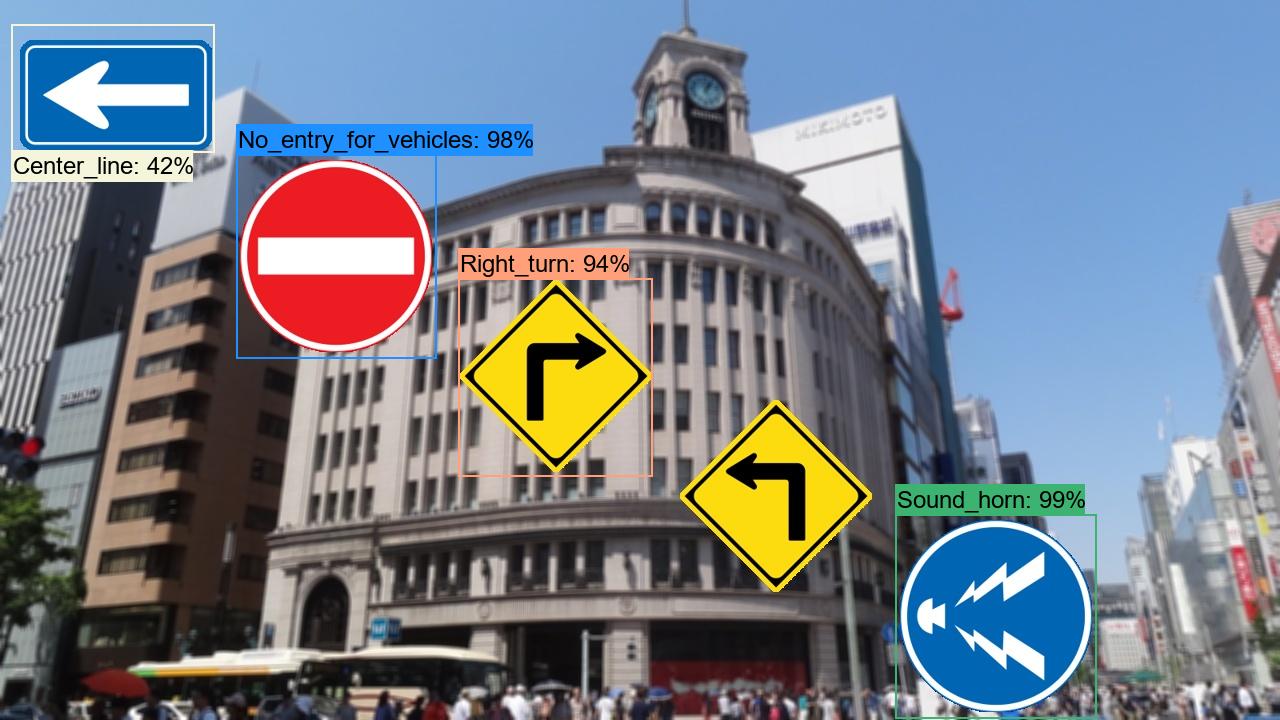 Center_line: 42%
No_entry_for_vehicles: 98%
MIKIMOTO
Right_turn: 94%
Sound_horn: 99%